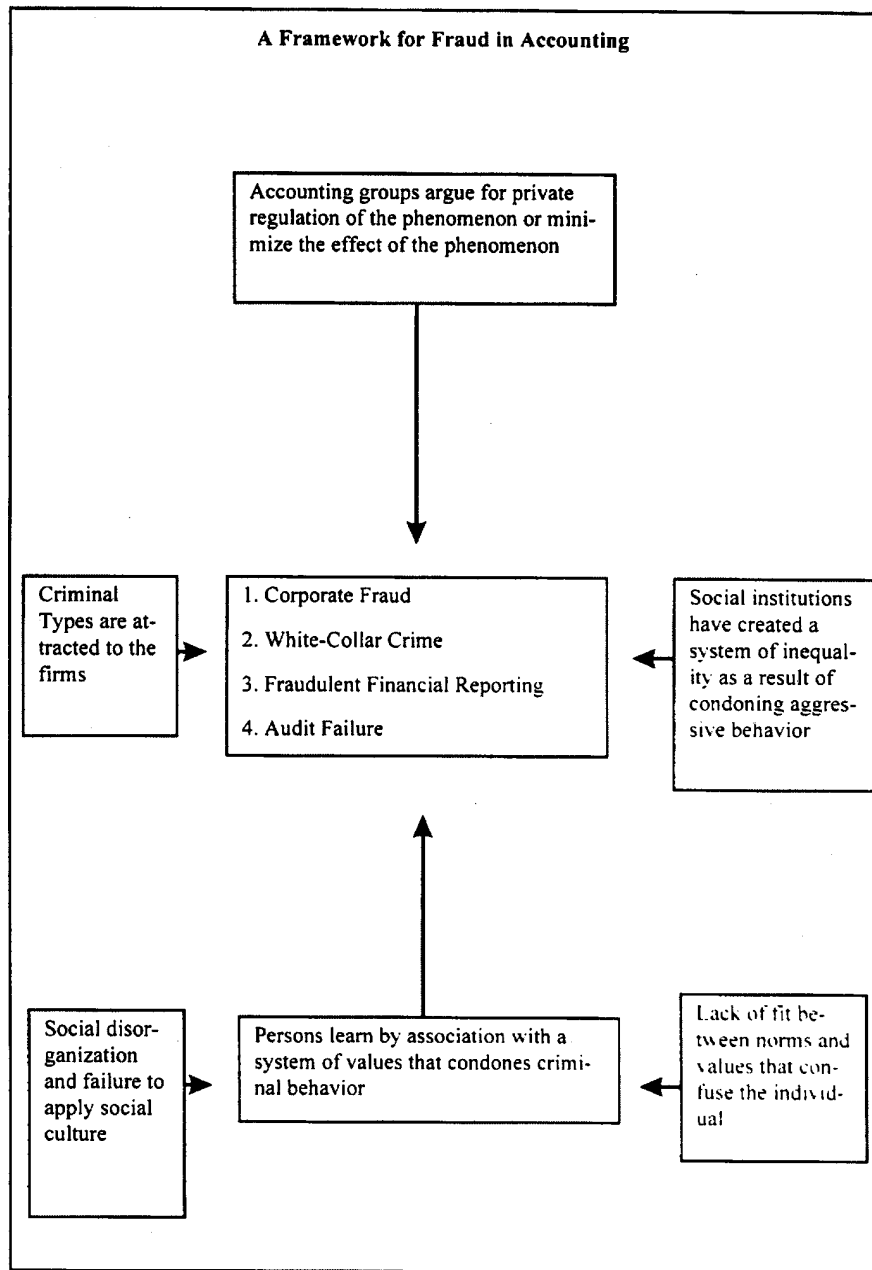 A Framework for Fraud in Accounting
Accounting groups argue for private
regulation of the phenomenon or mini-
mize the effect of the phenomenon
Criminal
Types are at-
tracted to the
firms
1. Corporate Fraud
2. White-Collar Crime
3. Fraudulent Financial Reporting
4. Audit Failure
Social institutions
have created a
system of inequal-
ity as a result of
condoning aggres-
sive behavior
Social disor-
ganization
and failure to
apply social
culture
Persons learn by association with a
system of values that condones crimi-
nal behavior
Lack of fit be-
tween norms and
values that con-
fuse the individ-
ual